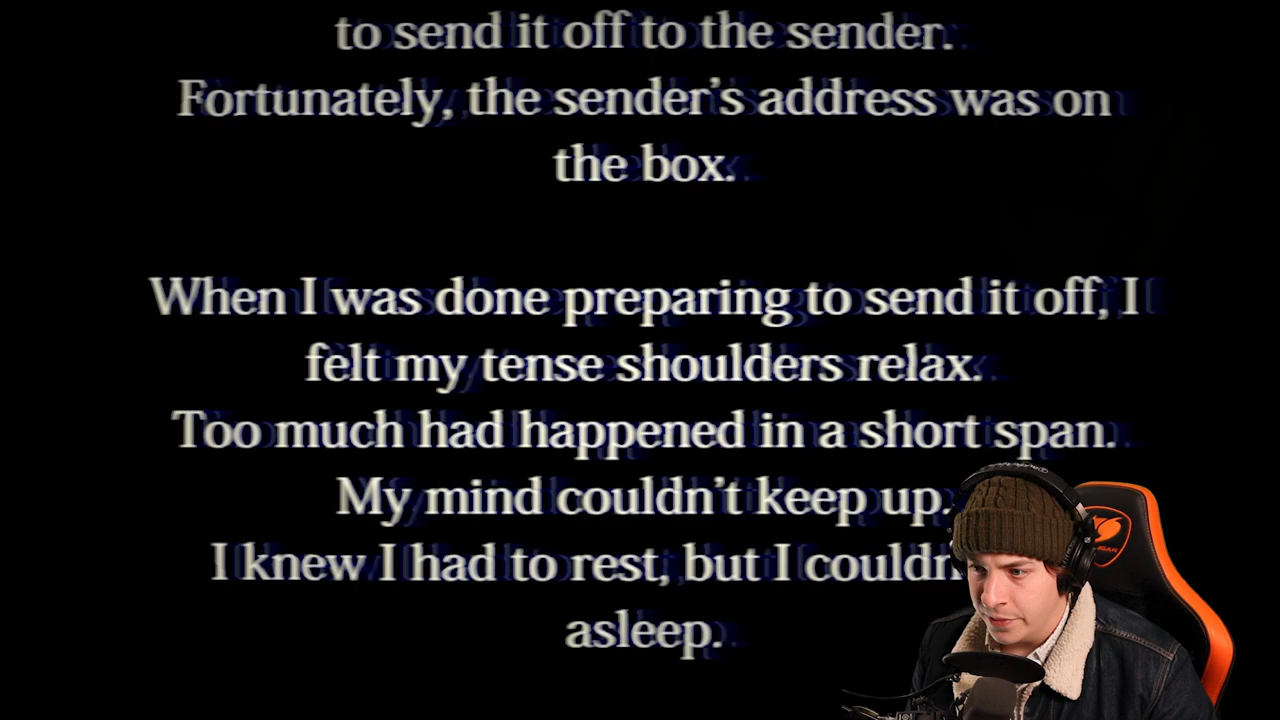 to send it off to the sender.
Fortunately, the sender's address was on
the box.
When I was done preparing to send it off, I
felt my tense shoulders relax.
Too much had happened in a short span.
My mind couldn't keep up.
I knew I had to rest, but I couldn
asleep.